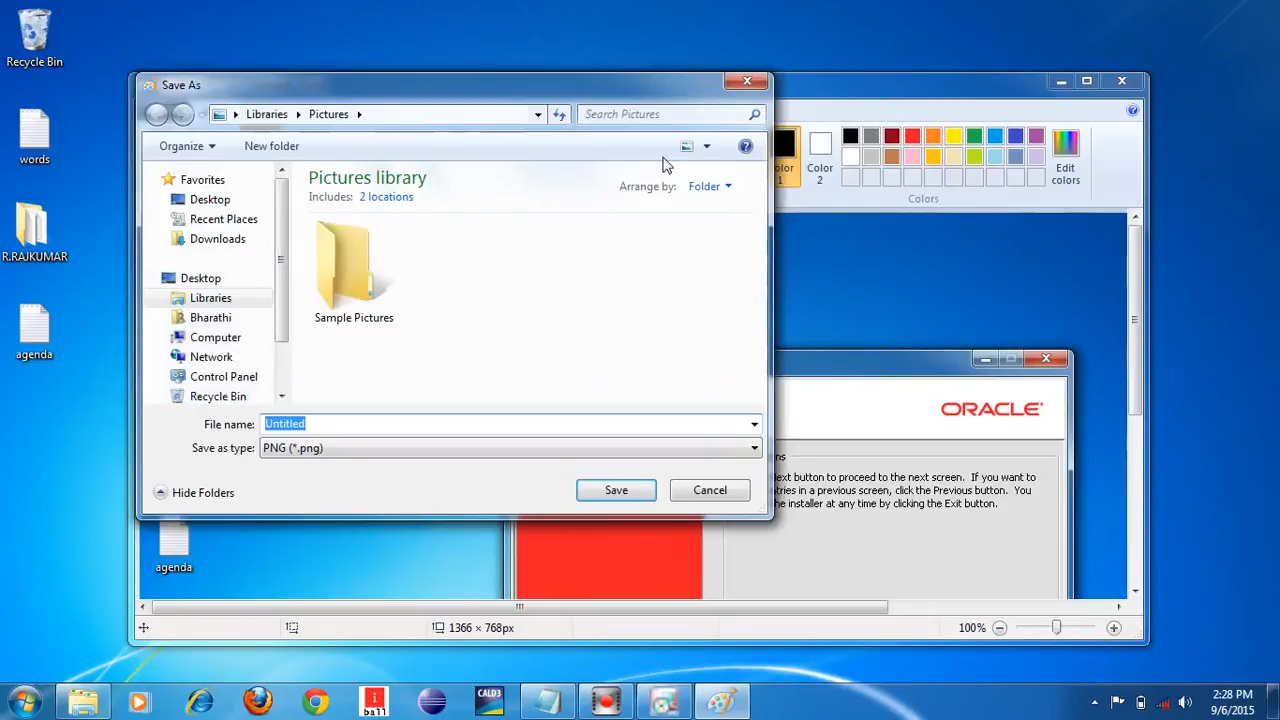 Recycle Bin
words
R.RAJKUMAR
agenda
Save As
Libraries
Pictures
Search Pictures
Organize
New folder
Pictures library
Includes: 2 locations
Arrange by: Folder
Favorites
Desktop
Recent Places
Downloads
Desktop
Libraries
Bharathi
Computer
Network
Control Panel
Recycle Bin
Sample Pictures
File name: Untitled
Save as type: PNG (*.png)
Hide Folders
Save
Cancel
Color
1
Color
2
Edit
colors
Colors
ORACLE
ext button to proceed to the next screen. If you want to
tries in a previous screen, click the Previous button. You
the installer at any time by clicking the Exit button.
agenda
1366 × 768px
100%
i
ball
CALD3
2:28 PM
9/6/2015